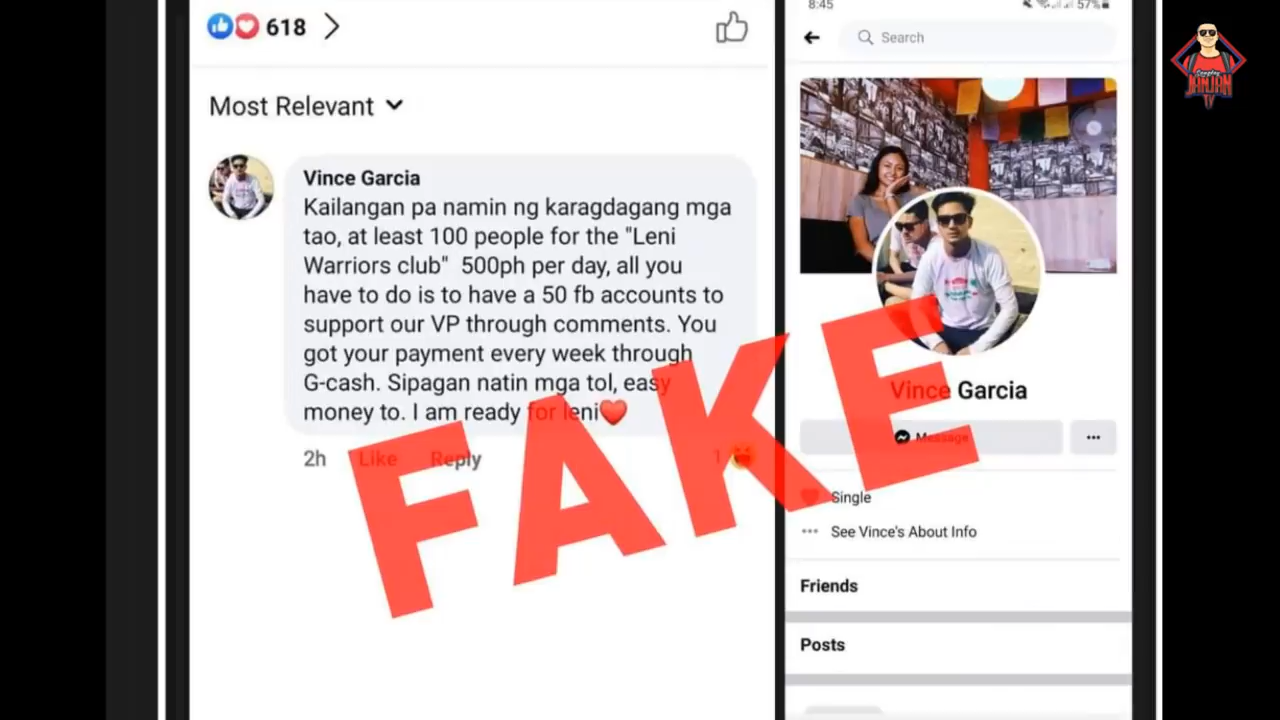 618
Most Relevant
Vince Garcia
Kailangan pa namin ng karagdagang mga
tao, at least 100 people for the "Leni
Warriors club" 500ph per day, all you
have to do is to have a 50 fb accounts to
support our VP through comments. You
got your payment every week through
G-cash. Sipagan natin mga tol, easy
money to. I am ready for leni❤️
2h Like Reply 1
8:45 57%
Search
Vince Garcia
Message
Single
See Vince's About Info
Friends
Posts
FAKE
JANJAN
TV